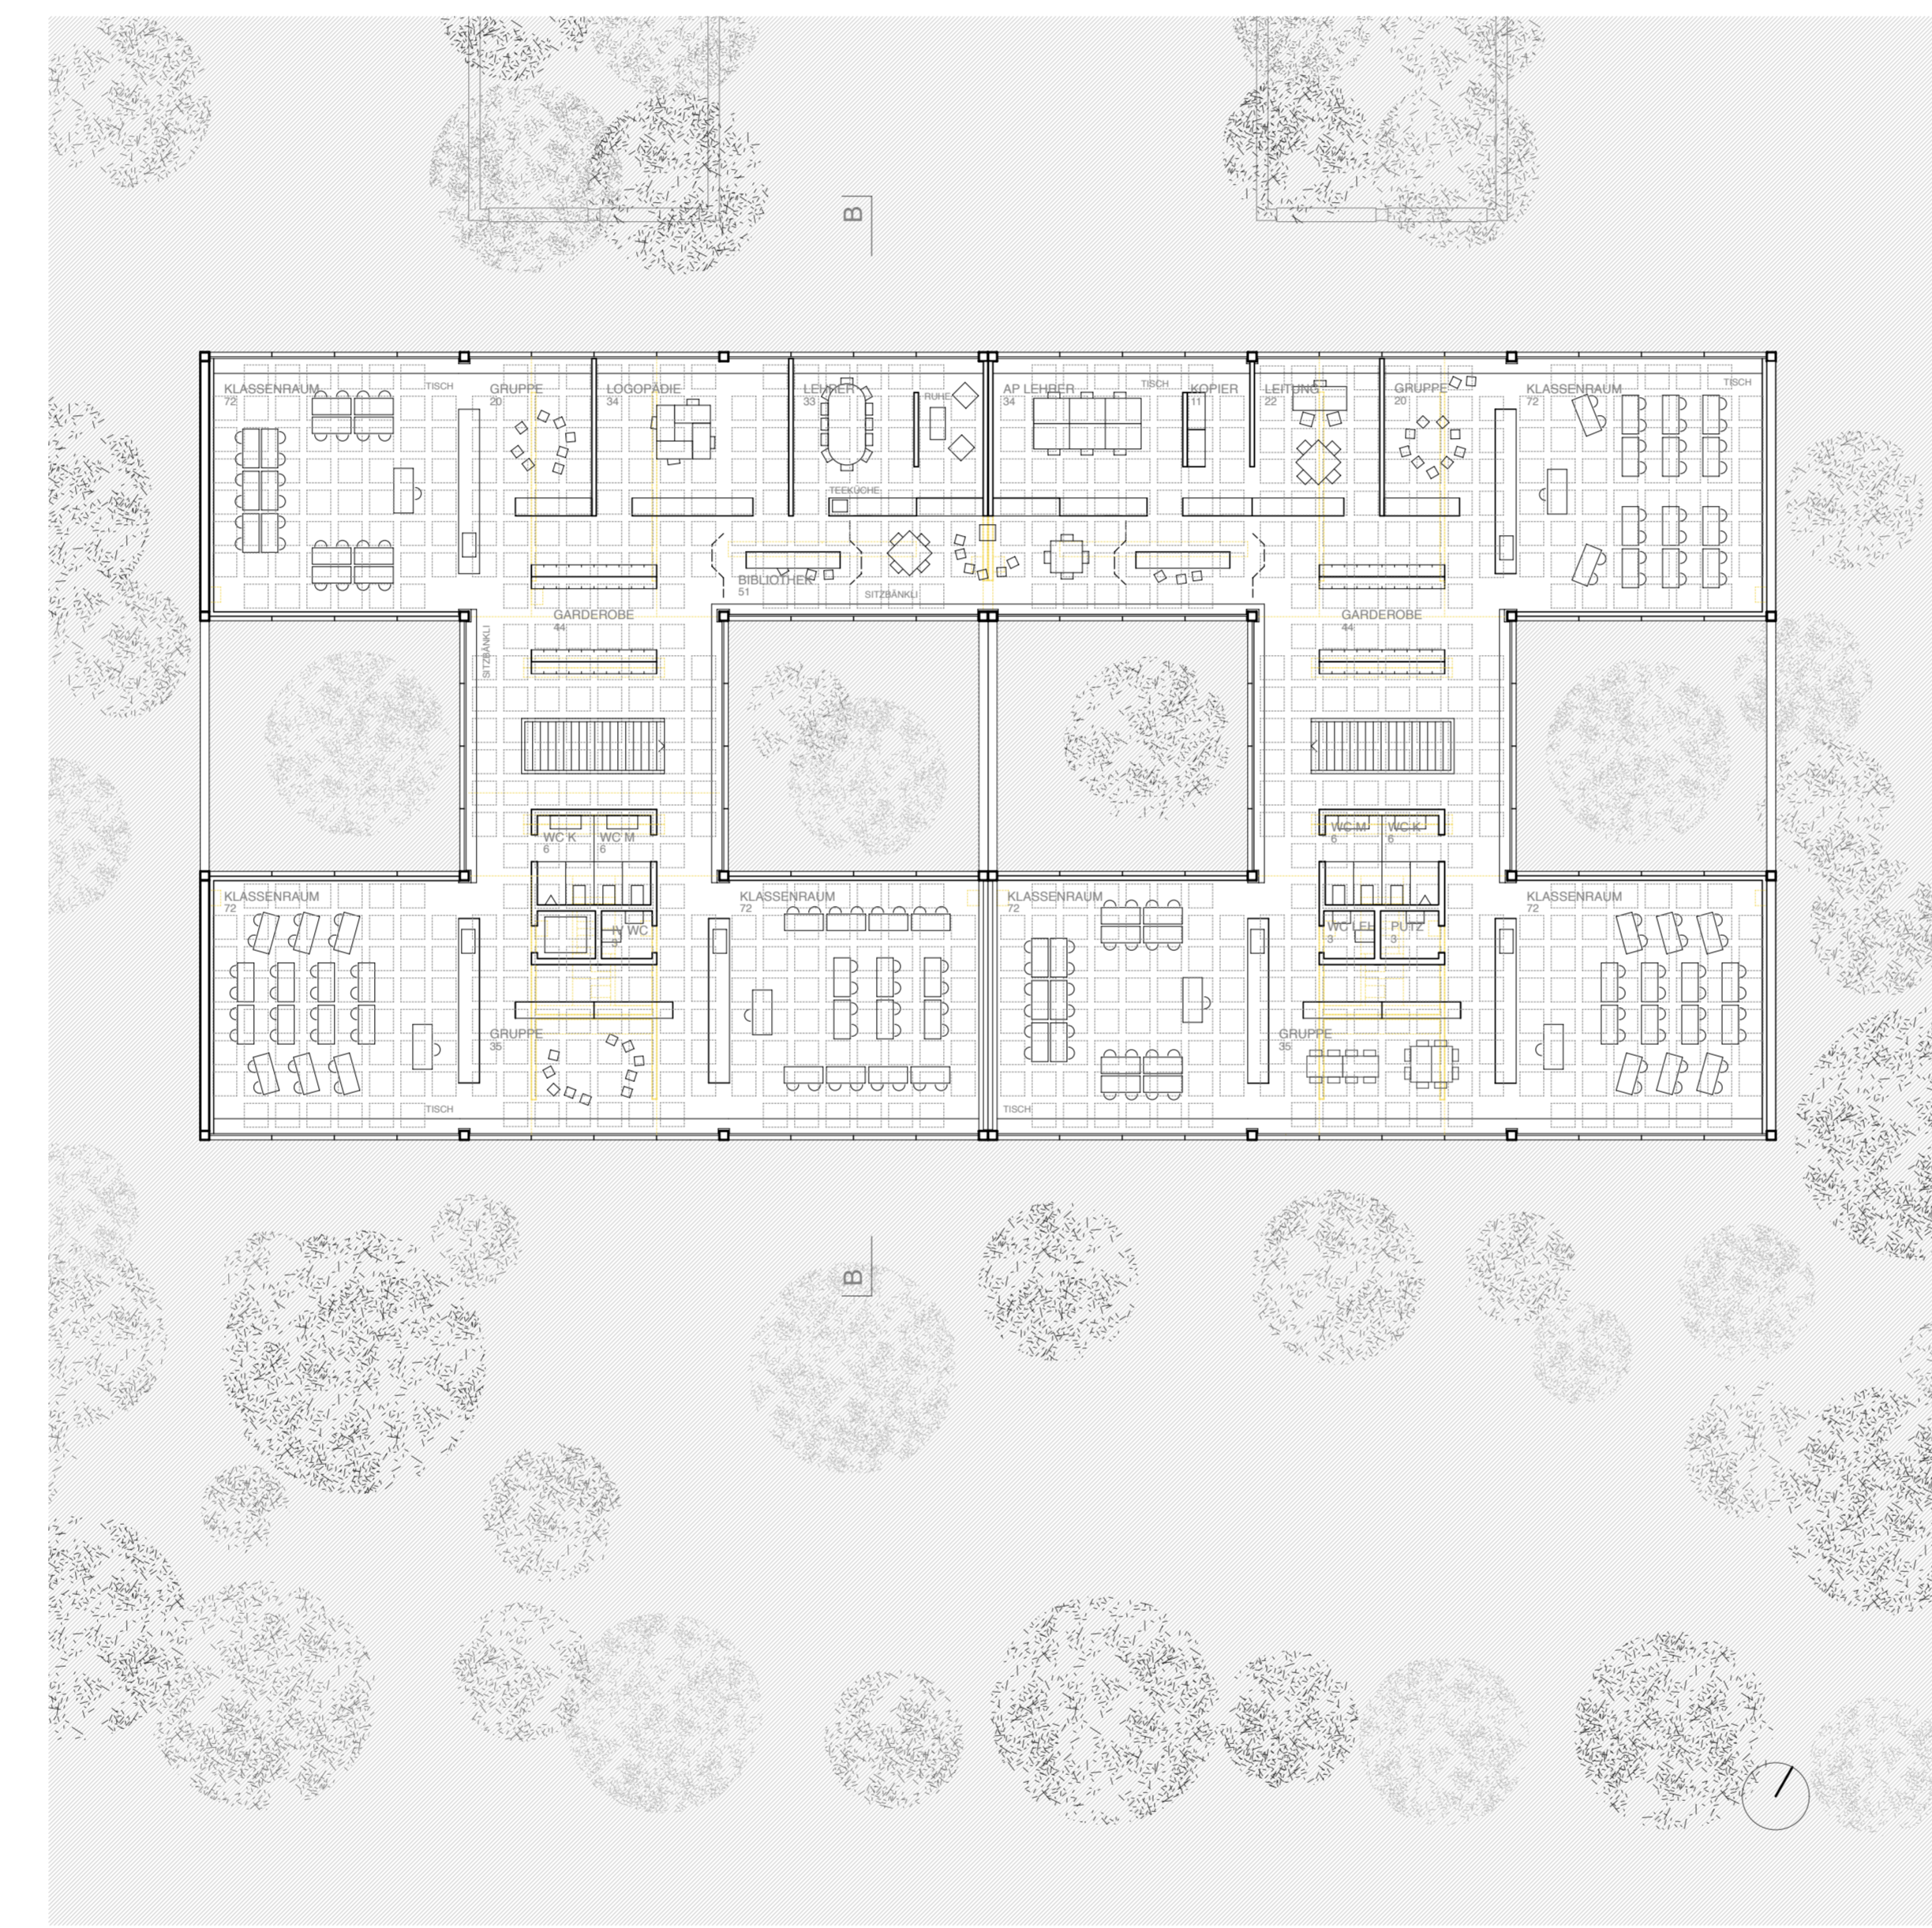 B
KLASSENRAUM
72
TISCH
GRUPPE
20
LOGOPÄDIE
34
LEHRER
33
RUHE
TEEKÜCHE
AP LEHRER
34
TISCH
KOPIER
11
LEITUNG
22
GRUPPE
20
KLASSENRAUM
72
TISCH
BIBLIOTHEK
51
SITZBÄNKLI
GARDEROBE
44
SITZBÄNKLI
GARDEROBE
44
WC K
6
WC M
6
WC M
6
WC K
6
KLASSENRAUM
72
IV WC
3
KLASSENRAUM
72
KLASSENRAUM
72
WC LEH
3
PUTZ
3
KLASSENRAUM
72
GRUPPE
35
GRUPPE
35
TISCH
TISCH
B